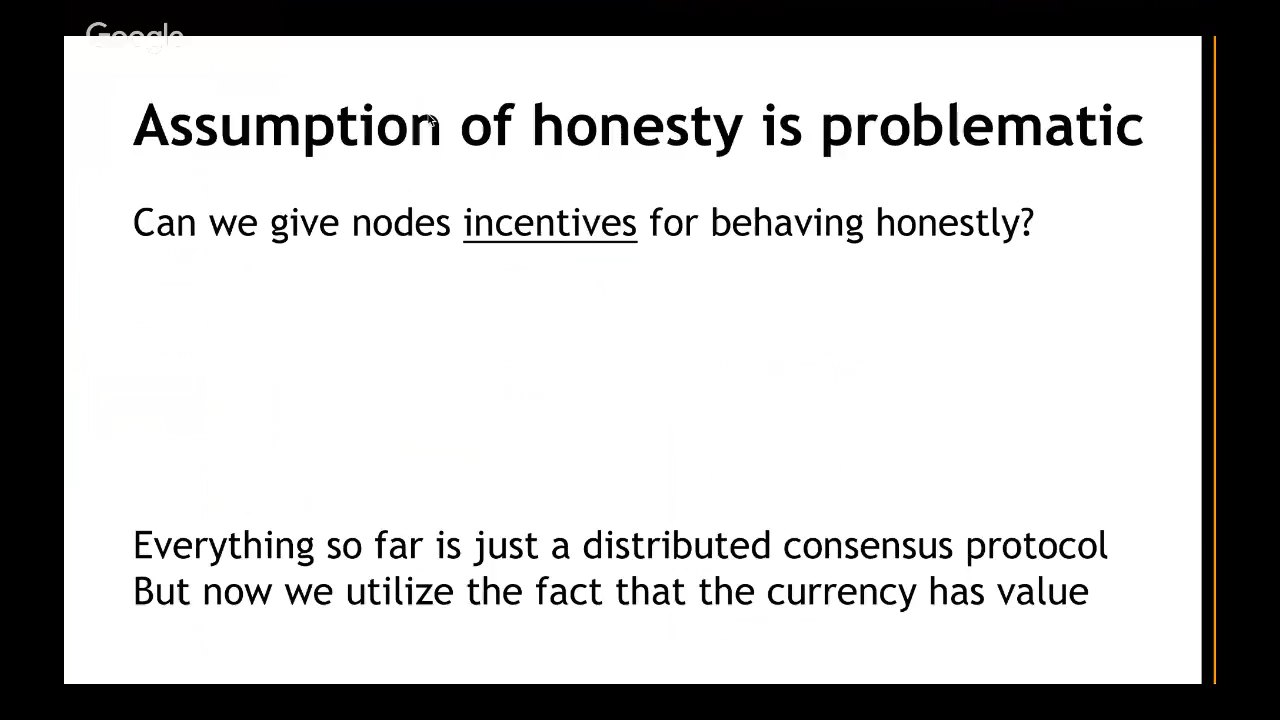 Google
Assumption of honesty is problematic
Can we give nodes incentives for behaving honestly?
Everything so far is just a distributed consensus protocol
But now we utilize the fact that the currency has value